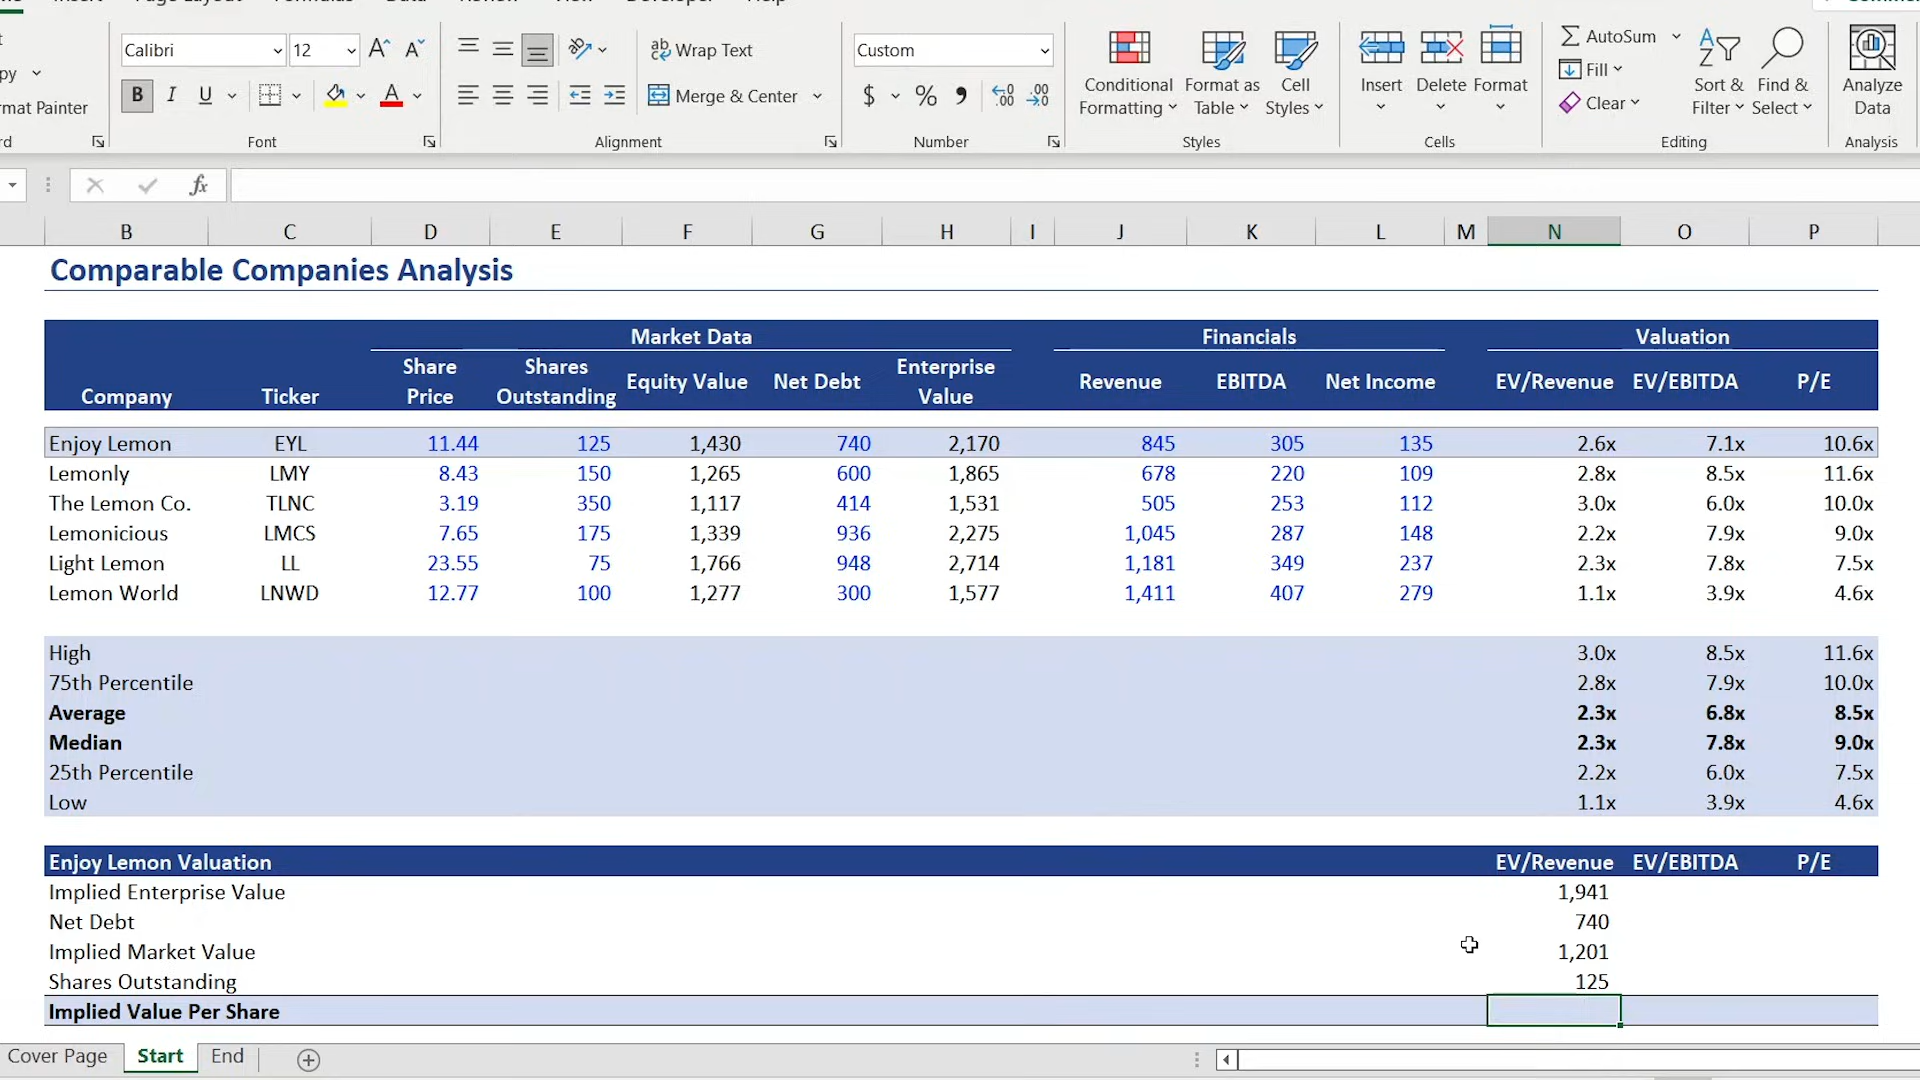 Calibri 12 A^ A˅ ab Wrap Text Custom AutoSum
py Fill
rmat Painter B I U A Merge & Center $ % 9 Conditional Formatting Format as Table Cell Styles Insert Delete Format Clear Sort & Filter Find & Select Analyze Data
rd Font Alignment Number Styles Cells Editing Analysis
fx
B C D E F G H I J K L M N O P
Comparable Companies Analysis
Market Data Financials Valuation
Company Ticker Share Price Shares Outstanding Equity Value Net Debt Enterprise Value Revenue EBITDA Net Income EV/Revenue EV/EBITDA P/E
Enjoy Lemon EYL 11.44 125 1,430 740 2,170 845 305 135 2.6x 7.1x 10.6x
Lemonly LMY 8.43 150 1,265 600 1,865 678 220 109 2.8x 8.5x 11.6x
The Lemon Co. TLNC 3.19 350 1,117 414 1,531 505 253 112 3.0x 6.0x 10.0x
Lemonicious LMCS 7.65 175 1,339 936 2,275 1,045 287 148 2.2x 7.9x 9.0x
Light Lemon LL 23.55 75 1,766 948 2,714 1,181 349 237 2.3x 7.8x 7.5x
Lemon World LNWD 12.77 100 1,277 300 1,577 1,411 407 279 1.1x 3.9x 4.6x
High 3.0x 8.5x 11.6x
75th Percentile 2.8x 7.9x 10.0x
Average 2.3x 6.8x 8.5x
Median 2.3x 7.8x 9.0x
25th Percentile 2.2x 6.0x 7.5x
Low 1.1x 3.9x 4.6x
Enjoy Lemon Valuation EV/Revenue EV/EBITDA P/E
Implied Enterprise Value 1,941
Net Debt 740
Implied Market Value 1,201
Shares Outstanding 125
Implied Value Per Share
Cover Page Start End